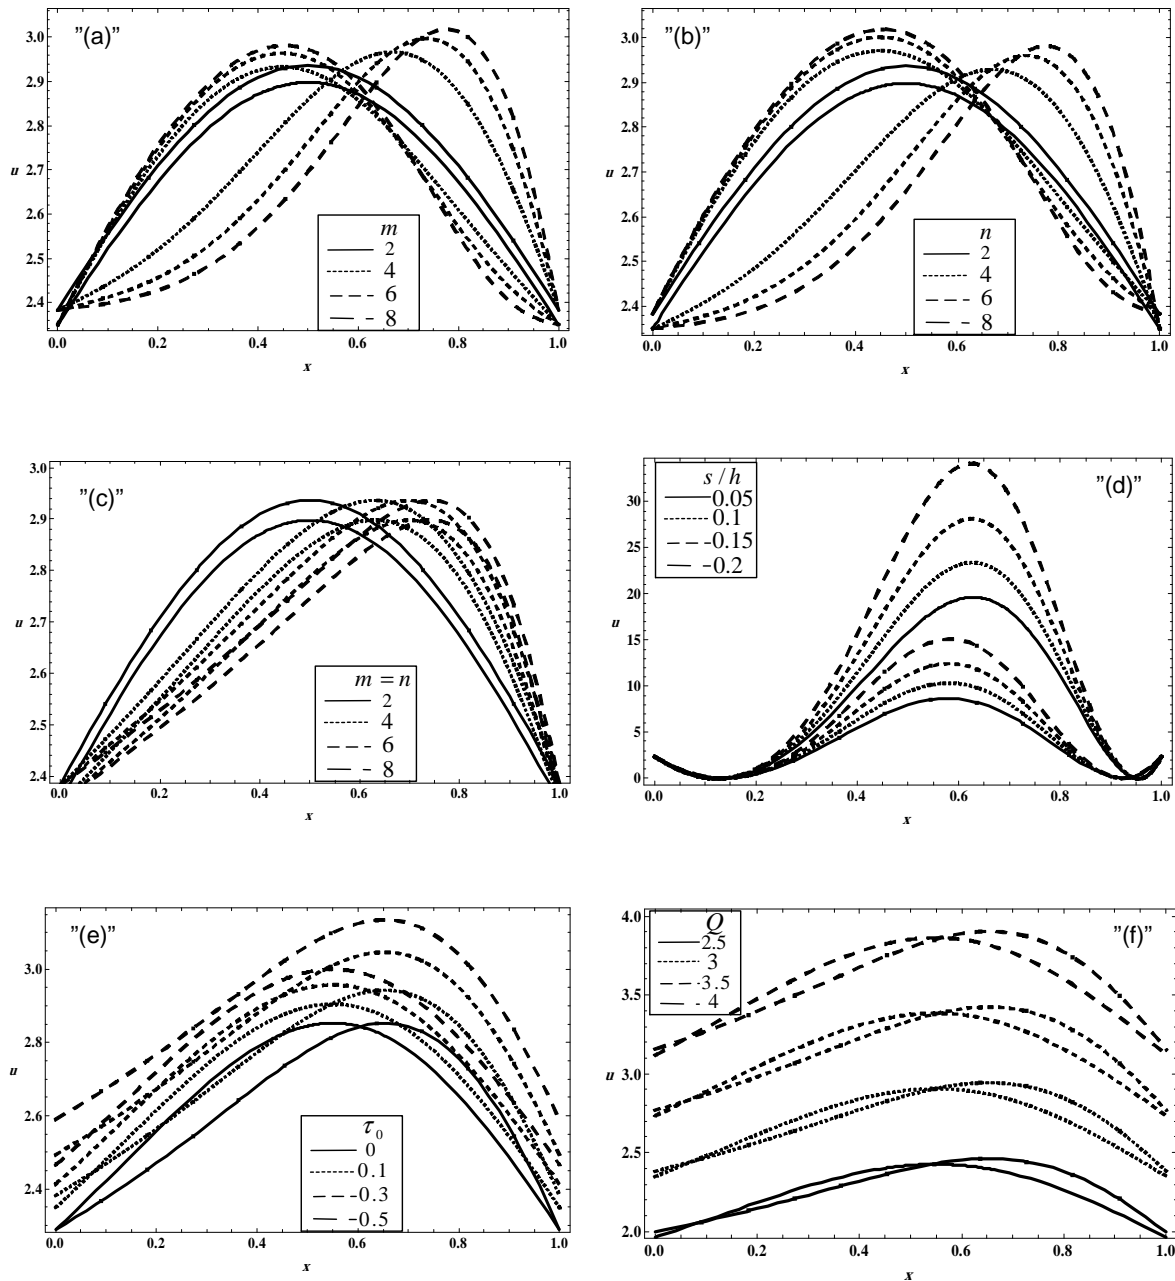 "(a)"
3.0
2.9
2.8
2.7
2.6
2.5
2.4
u
m
2
4
6
8
0.0 0.2 0.4 0.6 0.8 1.0
x
"(b)"
3.0
2.9
2.8
2.7
2.6
2.5
2.4
u
n
2
4
6
8
0.0 0.2 0.4 0.6 0.8 1.0
x
"(c)"
3.0
2.9
2.8
2.7
2.6
2.5
2.4
u
m = n
2
4
6
8
0.0 0.2 0.4 0.6 0.8 1.0
x
"(d)"
30
25
20
15
10
5
0
u
s / h
0.05
0.1
0.15
0.2
0.0 0.2 0.4 0.6 0.8 1.0
x
"(e)"
3.0
2.8
2.6
2.4
u
τ0
0
0.1
0.3
0.5
0.0 0.2 0.4 0.6 0.8 1.0
x
"(f)"
4.0
3.5
3.0
2.5
2.0
u
Q
2.5
3
3.5
4
0.0 0.2 0.4 0.6 0.8 1.0
x